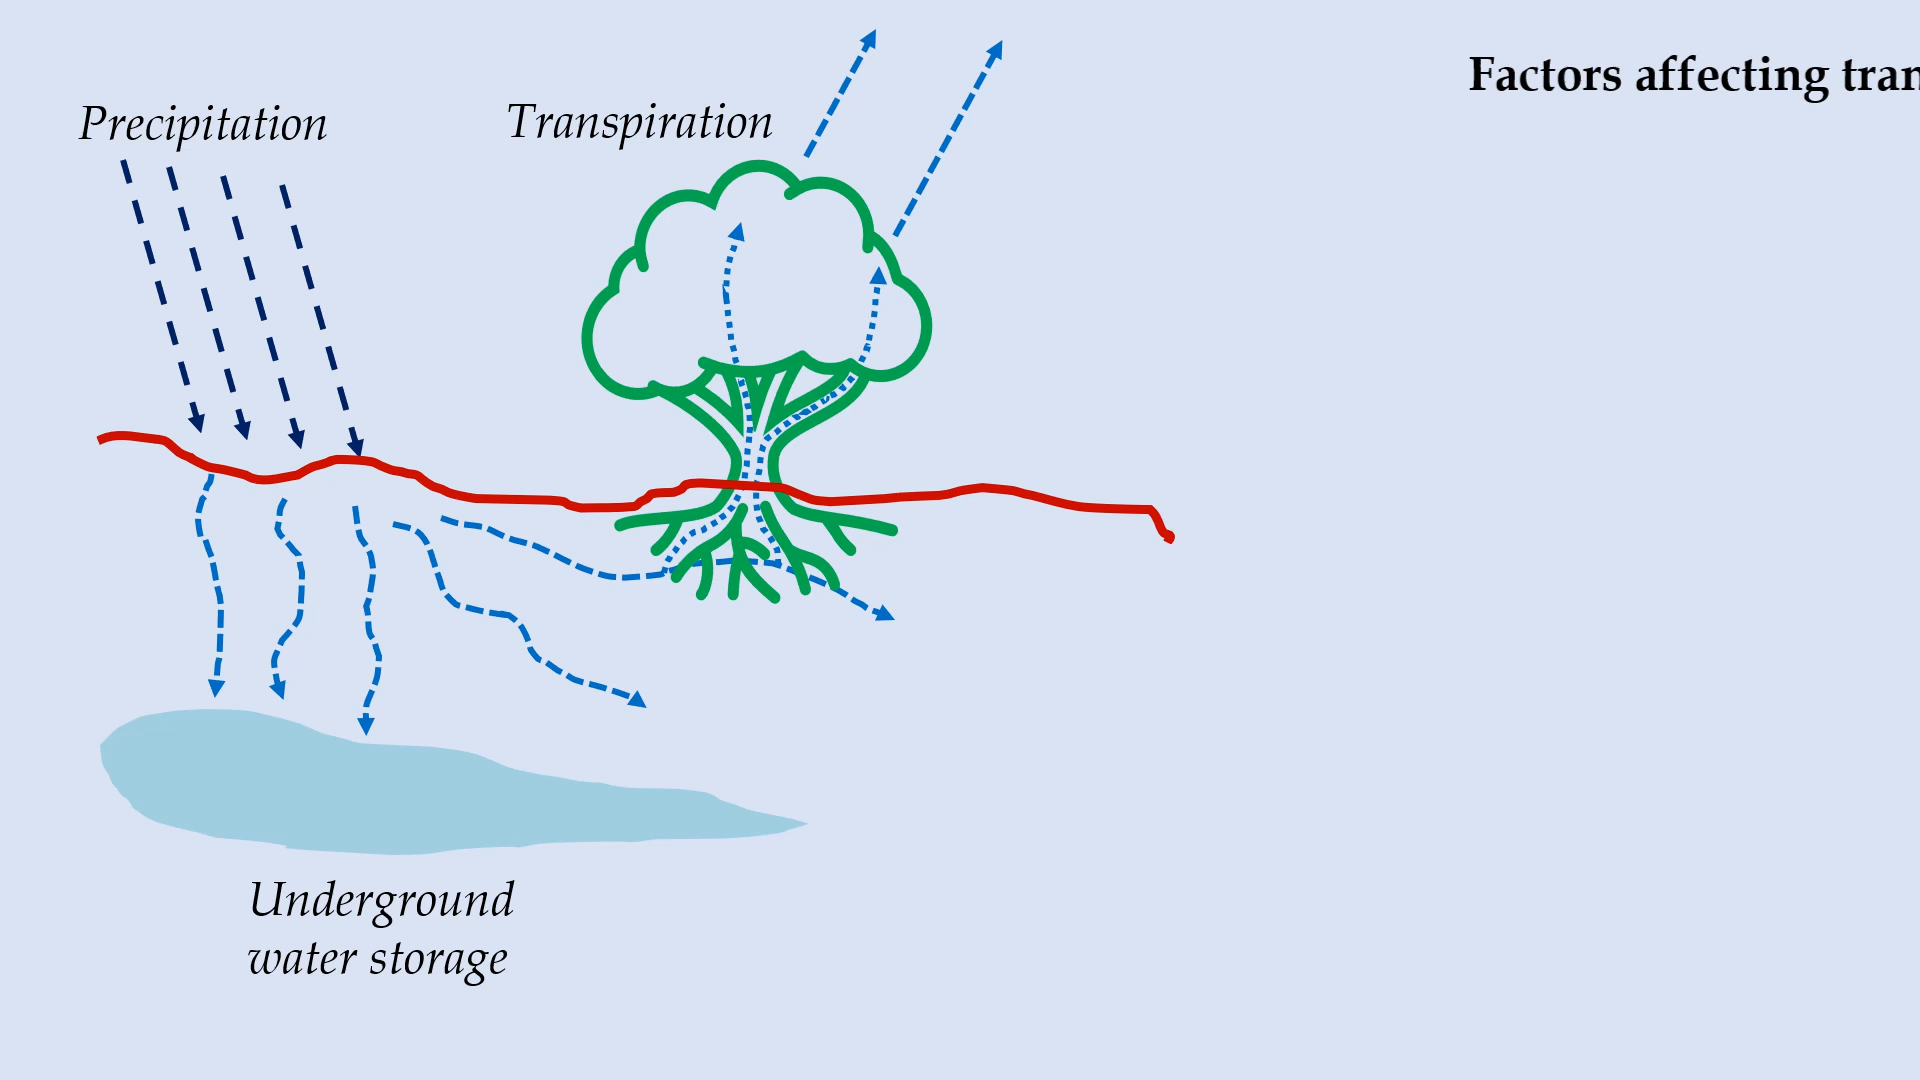 Factors affecting tran
Precipitation
Transpiration
Underground
water storage